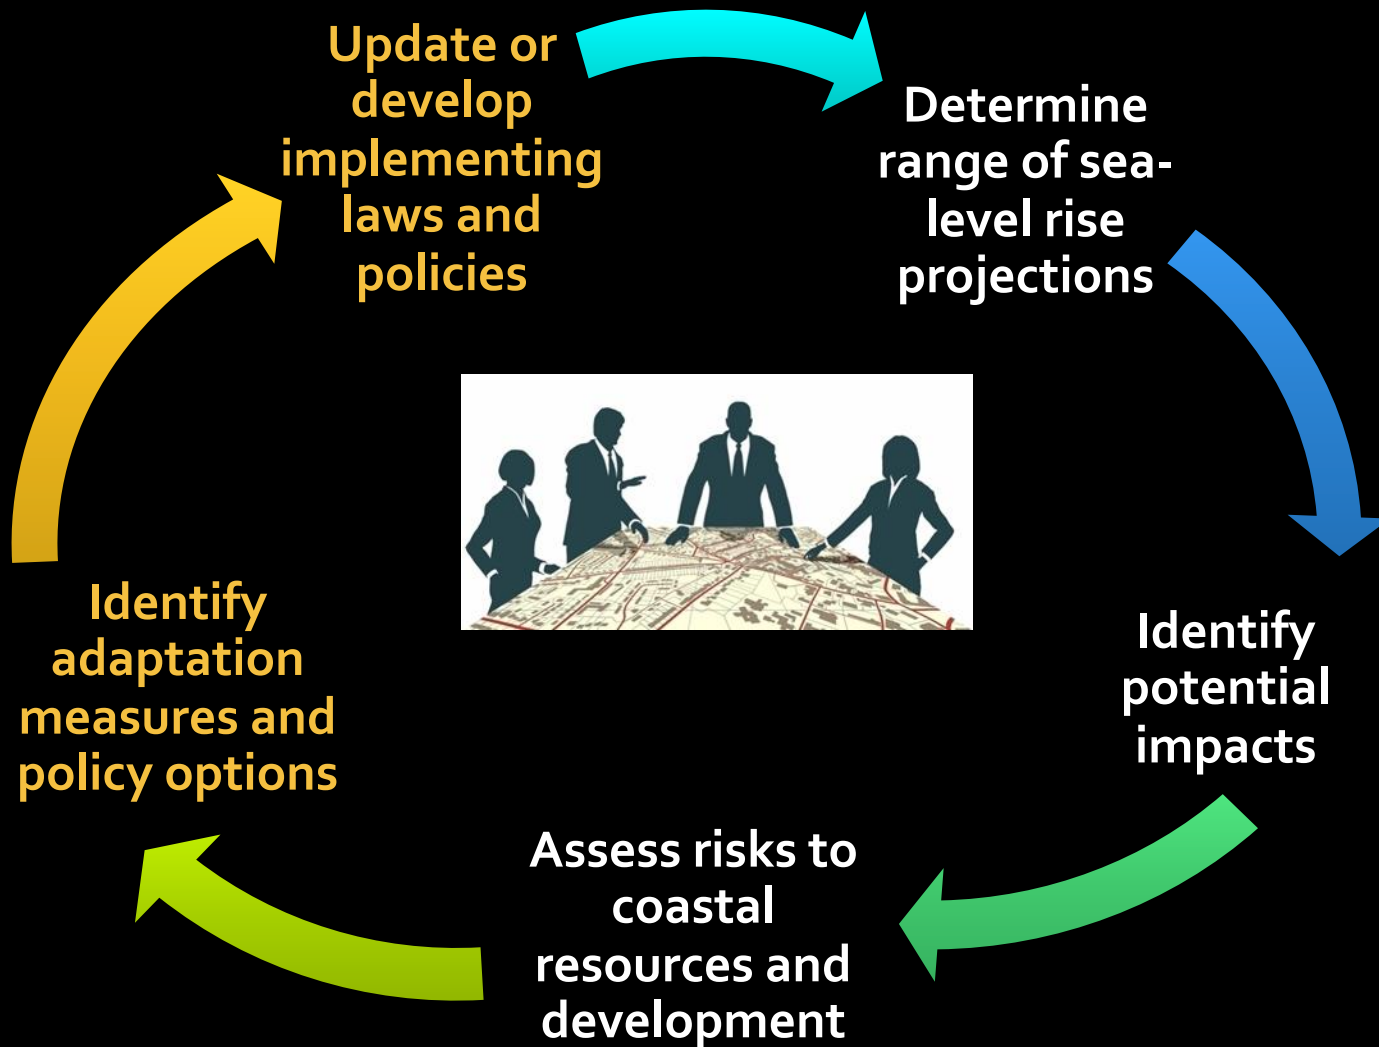 Update or
develop
implementing
laws and
policies
Determine
range of sea-
level rise
projections
Identify
potential
impacts
Assess risks to
coastal
resources and
development
Identify
adaptation
measures and
policy options